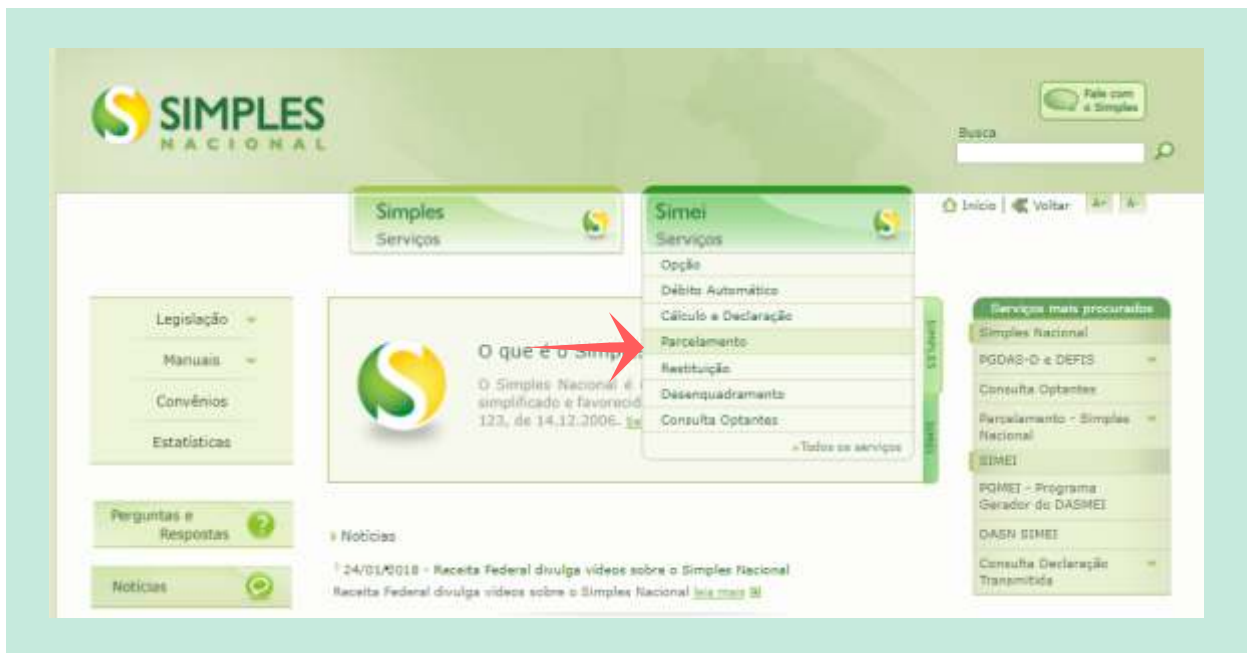 SIMPLES
NACIONAL
Fale com
o Simples
Busca
Simples
Serviços
Simei
Serviços
Início | Voltar A+ A-
Opção
Débito Automático
Cálculo e Declaração
Parcelamento
Restituição
Desenquadramento
Consulta Optantes
»Todos os serviços
Legislação
Manuais
Convênios
Estatísticas
O que é o Simp
O Simples Nacional é
simplificado e favorecid
123, de 14.12.2006.
SIMPLES
SIMEI
Serviços mais procurados
Simples Nacional
PGDAS-D e DEFIS
Consulta Optantes
Parcelamento - Simples
Nacional
SIMEI
PGMEI - Programa
Gerador do DASMEI
DASN SIMEI
Consulta Declaração
Transmitida
Perguntas e
Respostas
Notícias
Notícias
24/01/2018 - Receita Federal divulga vídeos sobre o Simples Nacional
Receita Federal divulga vídeos sobre o Simples Nacional leia mais